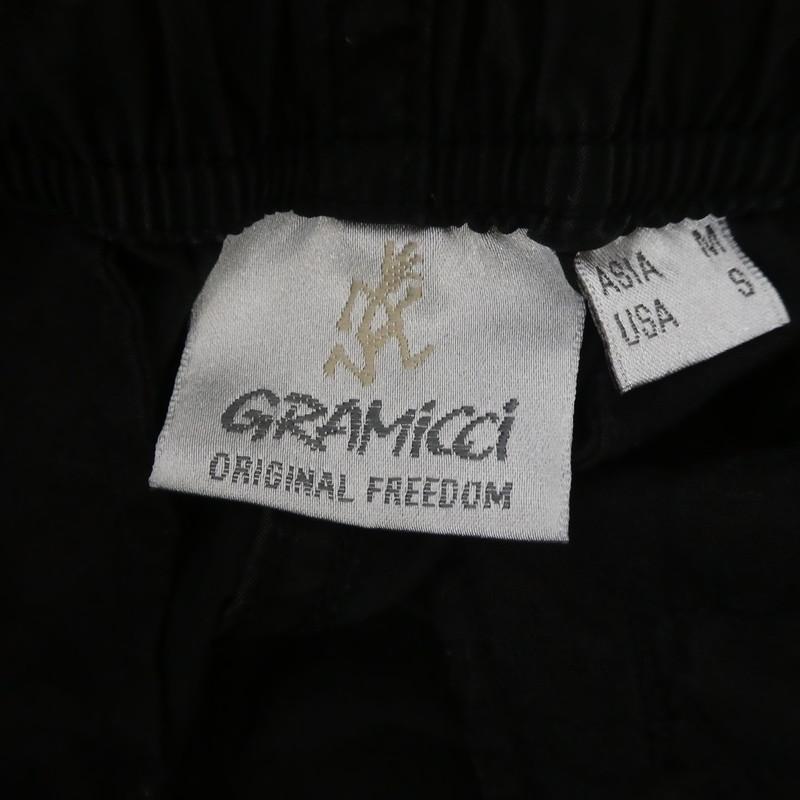 GRAMiCCi
ORIGINAL FREEDOM
ASIA M
USA S